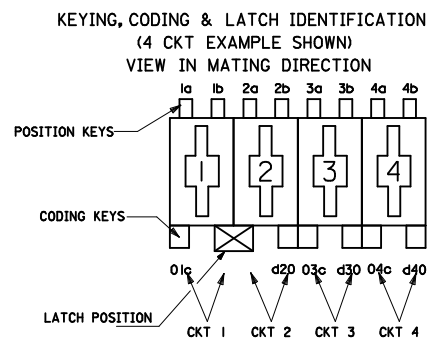 KEYING, CODING & LATCH IDENTIFICATION
(4 CKT EXAMPLE SHOWN)
VIEW IN MATING DIRECTION
1a 1b 2a 2b 3a 3b 4a 4b
POSITION KEYS
1 2 3 4
CODING KEYS
01c d20 03c d30 04c d40
LATCH POSITION
CKT 1 CKT 2 CKT 3 CKT 4